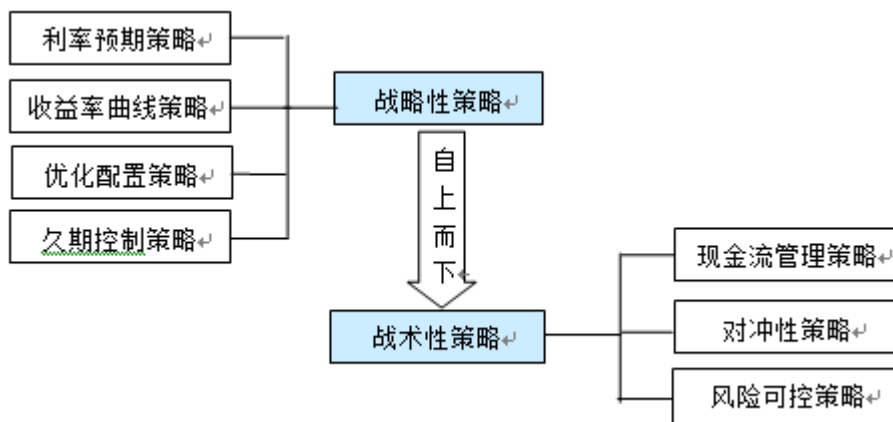 利率预期策略
收益率曲线策略
优化配置策略
久期控制策略
战略性策略
自
上
而
下
战术性策略
现金流管理策略
对冲性策略
风险可控策略